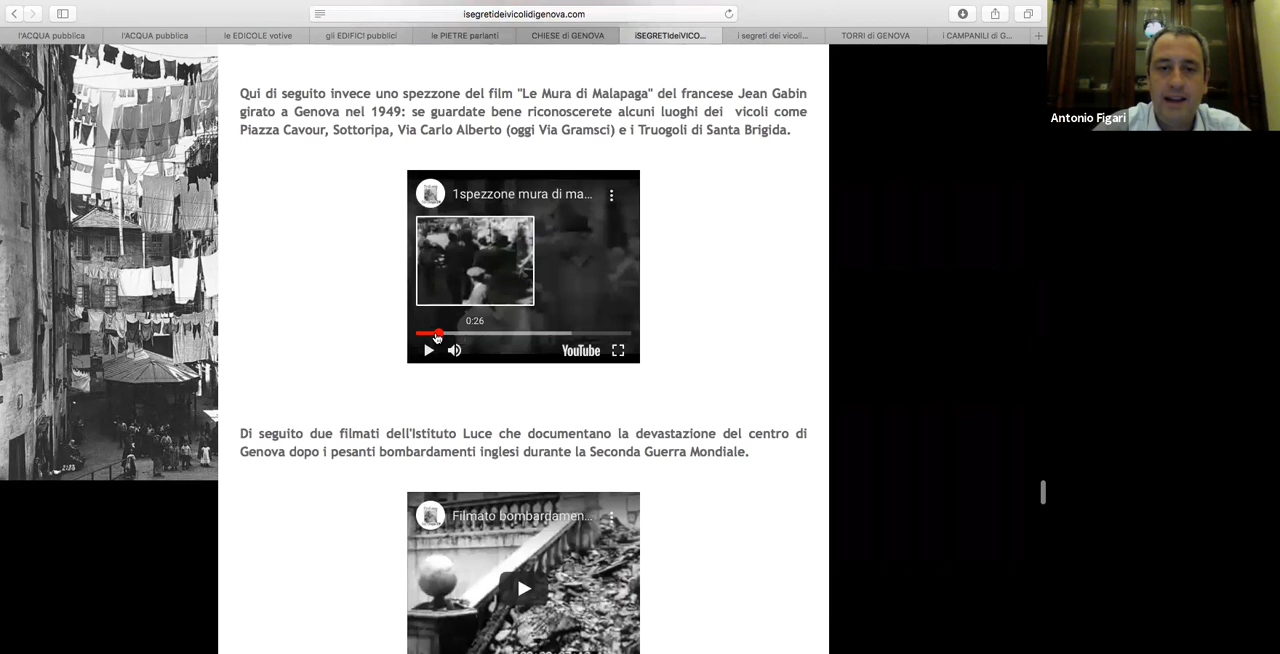 isegretideivicolidigenova.com
l'ACQUA pubblica
l'ACQUA pubblica
le EDICOLE votive
gli EDIFICI pubblici
le PIETRE parlanti
CHIESE di GENOVA
iSEGRETIdeiVICO...
i segreti dei vicoli...
TORRI di GENOVA
i CAMPANILI di G...
Antonio Figari
Qui di seguito invece uno spezzone del film "Le Mura di Malapaga" del francese Jean Gabin
girato a Genova nel 1949: se guardate bene riconoscerete alcuni luoghi dei vicoli come
Piazza Cavour, Sottoripa, Via Carlo Alberto (oggi Via Gramsci) e i Truogoli di Santa Brigida.
1spezzone mura di ma...
0:26
YouTube
Di seguito due filmati dell'Istituto Luce che documentano la devastazione del centro di
Genova dopo i pesanti bombardamenti inglesi durante la Seconda Guerra Mondiale.
Filmato bombardamen...